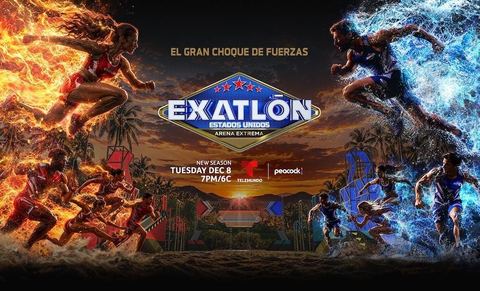 EL GRAN CHOQUE DE FUERZAS
EXATLÓN
ESTADOS UNIDOS
ARENA EXTREMA
NEW SEASON
TUESDAY DEC 8
7PM/6C
TELEMUNDO
peacock